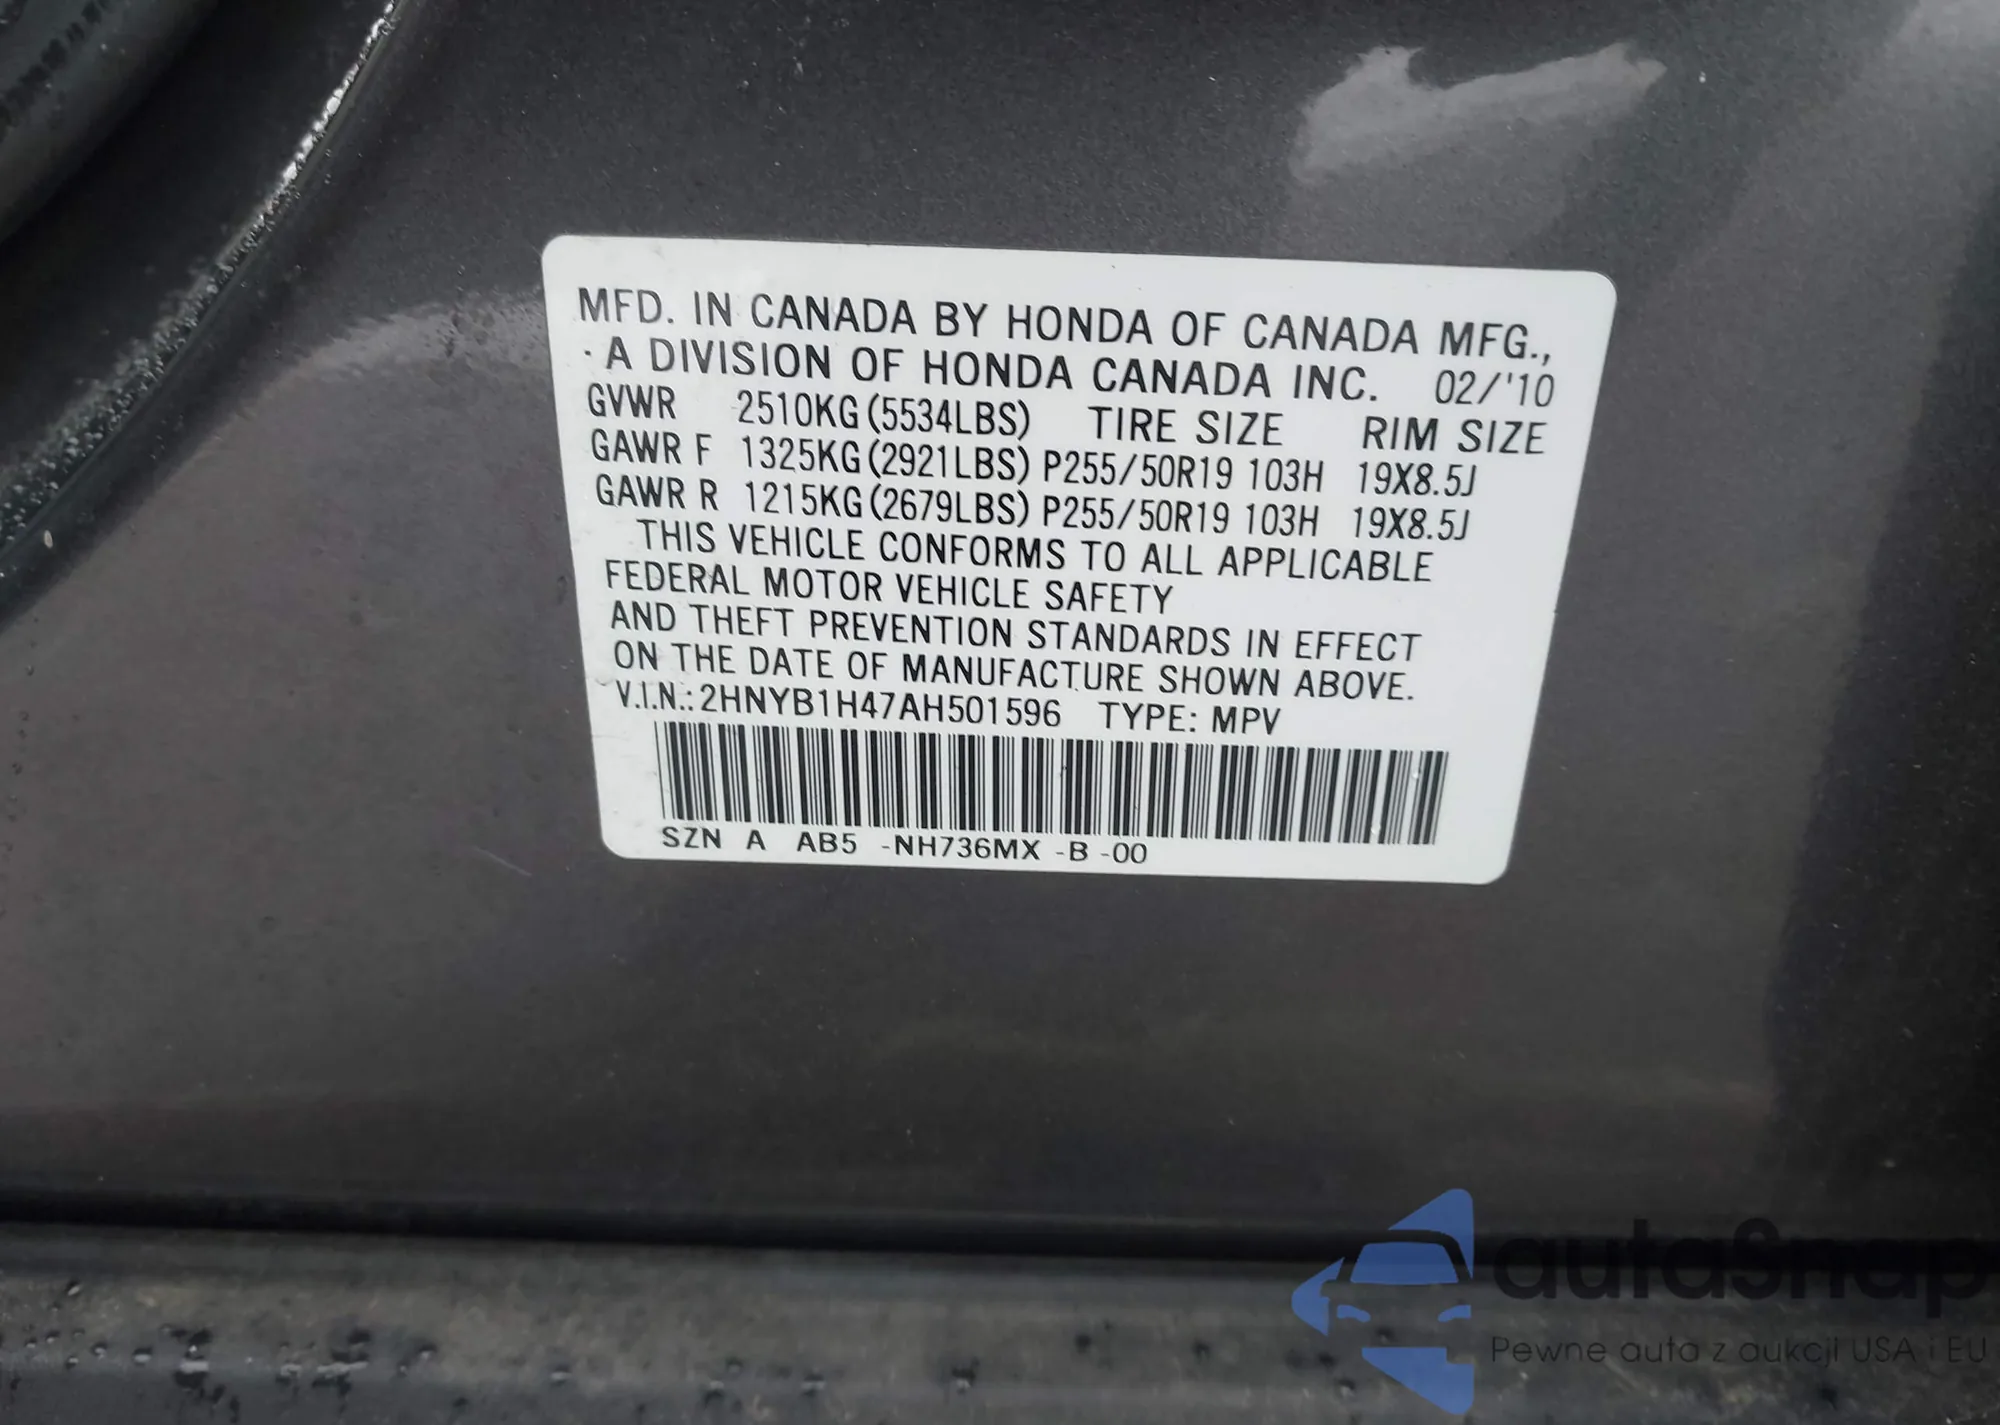 MFD. IN CANADA BY HONDA OF CANADA MFG.,
A DIVISION OF HONDA CANADA INC. 02/'10
GVWR 2510KG (5534LBS) TIRE SIZE RIM SIZE
GAWR F 1325KG (2921LBS) P255/50R19 103H 19X8.5J
GAWR R 1215KG (2679LBS) P255/50R19 103H 19X8.5J
THIS VEHICLE CONFORMS TO ALL APPLICABLE
FEDERAL MOTOR VEHICLE SAFETY
AND THEFT PREVENTION STANDARDS IN EFFECT
ON THE DATE OF MANUFACTURE SHOWN ABOVE.
V.I.N.: 2HNYB1H47AH501596 TYPE: MPV
SZN A AB5 -NH736MX -B -00
autoSnap
Pewne auta z aukcji USA i EU